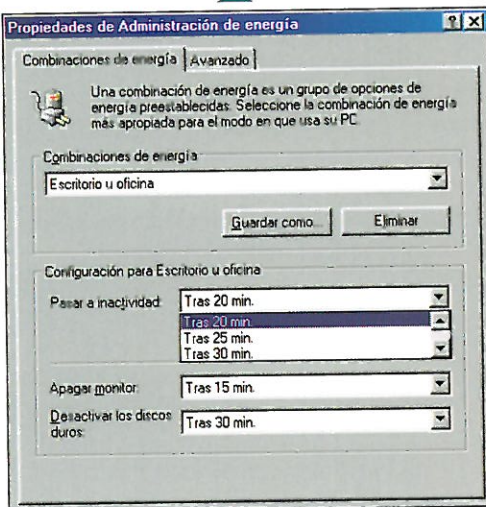 Propiedades de Administración de energía
Combinaciones de energía
Avanzado
Una combinación de energía es un grupo de opciones de
energía preestablecidas. Seleccione la combinación de energía
más apropiada para el modo en que usa su PC.
Combinaciones de energía
Escritorio u oficina
Guardar como...
Eliminar
Configuración para Escritorio u oficina
Pasar a inactividad:
Tras 20 min.
Tras 20 min.
Tras 25 min.
Tras 30 min.
Apagar monitor:
Tras 15 min.
Desactivar los discos
duros:
Tras 30 min.